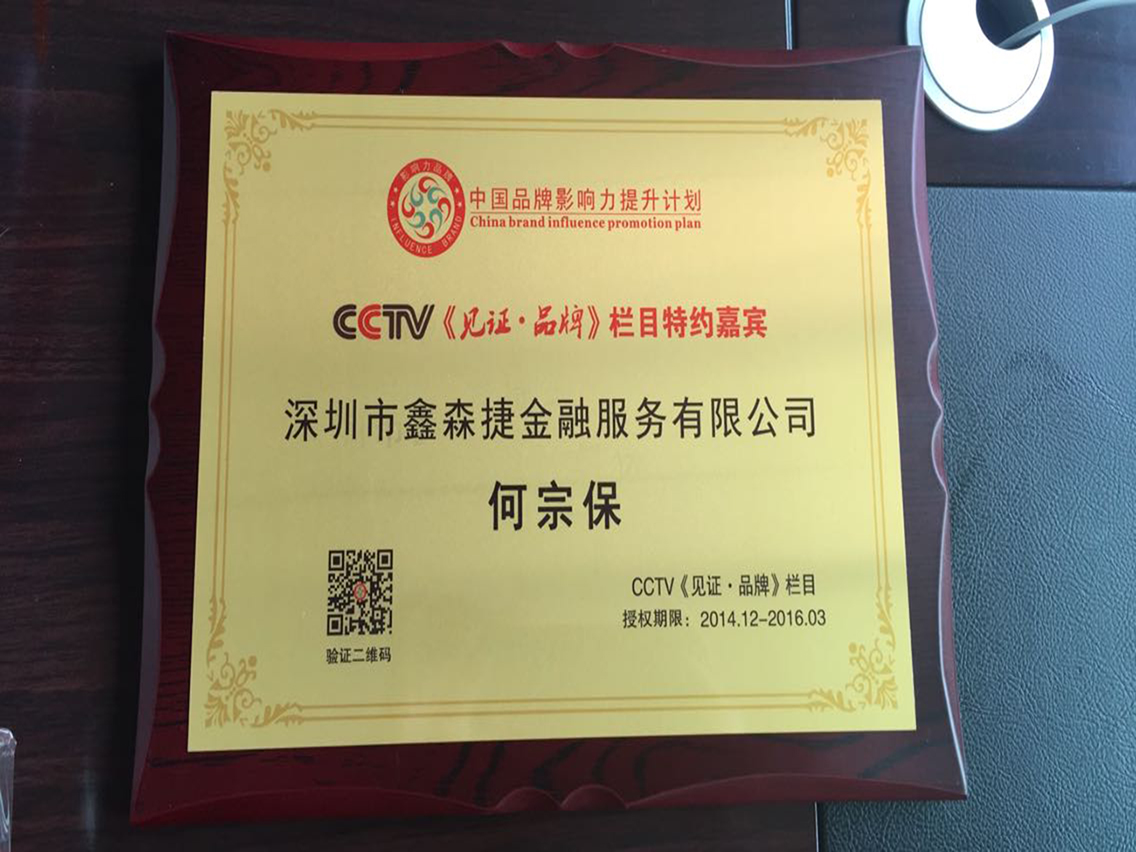 影响力品牌
INFLUENCE BRAND
中国品牌影响力提升计划
China brand influence promotion plan
CCTV《见证·品牌》栏目特约嘉宾
深圳市鑫森捷金融服务有限公司
何宗保
CCTV《见证·品牌》栏目
授权期限：2014.12-2016.03
验证二维码